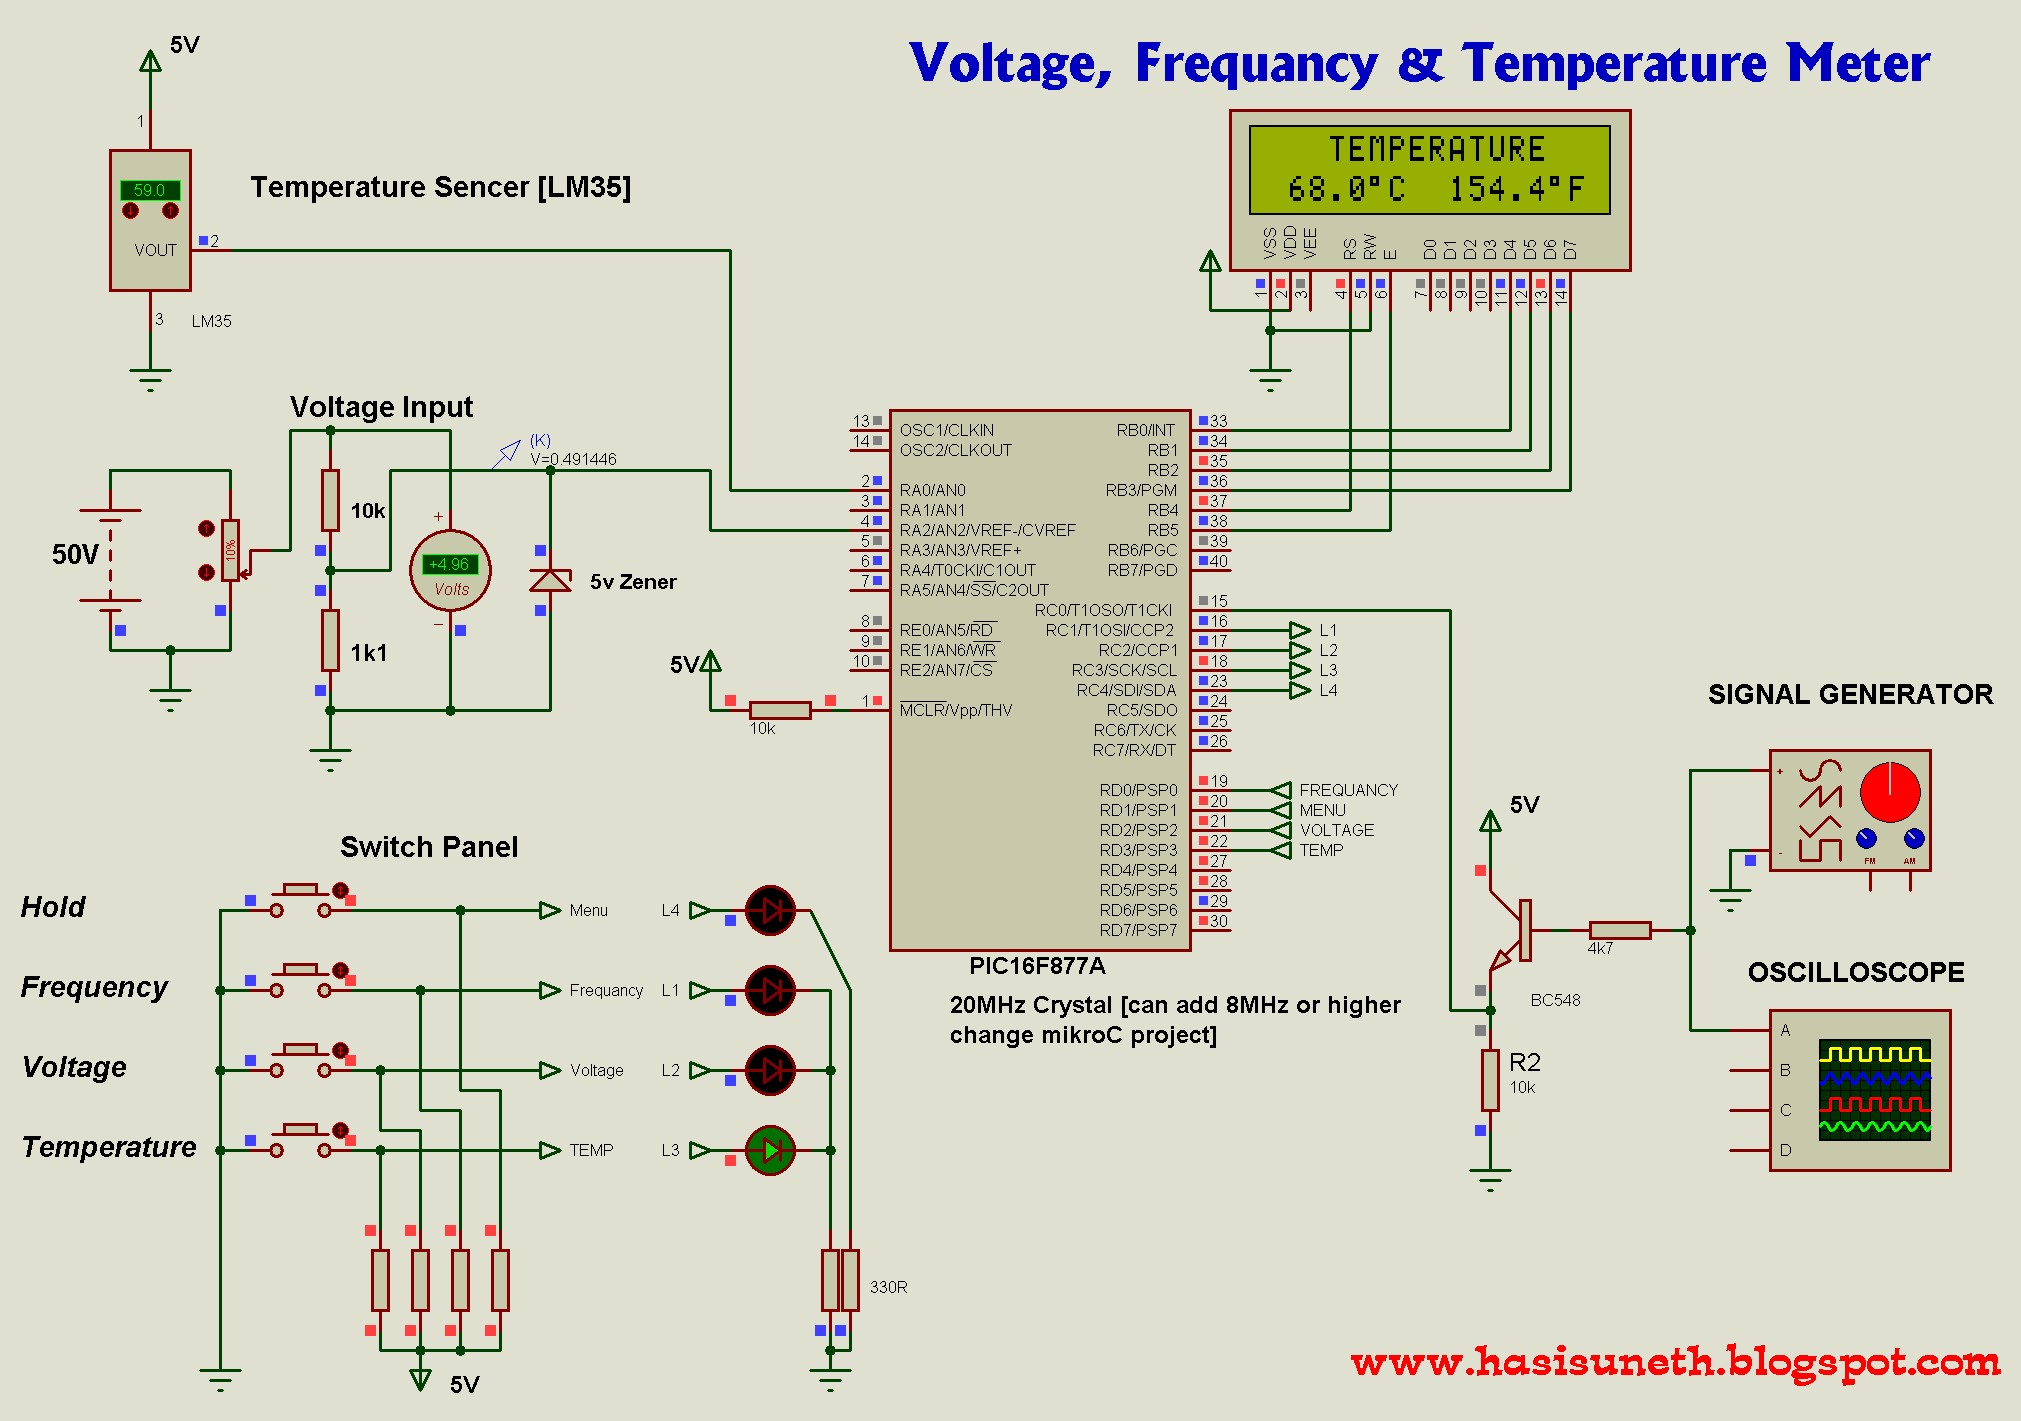 Voltage, Frequancy & Temperature Meter
5V
1
59.0
VOUT
2
3
LM35
Temperature Sencer [LM35]
TEMPERATURE
68.0°C 154.4°F
VSS
VDD
VEE
RS
RW
E
D0
D1
D2
D3
D4
D5
D6
D7
1
2
3
4
5
6
7
8
9
10
11
12
13
14
Voltage Input
(K)
V=0.491446
50V
10%
10k
1k1
+
+4.96
Volts
−
5v Zener
5V
10k
13 OSC1/CLKIN
14 OSC2/CLKOUT
2 RA0/AN0
3 RA1/AN1
4 RA2/AN2/VREF-/CVREF
5 RA3/AN3/VREF+
6 RA4/T0CKI/C1OUT
7 RA5/AN4/SS/C2OUT
8 RE0/AN5/RD
9 RE1/AN6/WR
10 RE2/AN7/CS
1 MCLR/Vpp/THV
RB0/INT 33
RB1 34
RB2 35
RB3/PGM 36
RB4 37
RB5 38
RB6/PGC 39
RB7/PGD 40
RC0/T1OSO/T1CKI 15
RC1/T1OSI/CCP2 16 L1
RC2/CCP1 17 L2
RC3/SCK/SCL 18 L3
RC4/SDI/SDA 23 L4
RC5/SDO 24
RC6/TX/CK 25
RC7/RX/DT 26
RD0/PSP0 19 FREQUANCY
RD1/PSP1 20 MENU
RD2/PSP2 21 VOLTAGE
RD3/PSP3 22 TEMP
RD4/PSP4 27
RD5/PSP5 28
RD6/PSP6 29
RD7/PSP7 30
PIC16F877A
20MHz Crystal [can add 8MHz or higher
change mikroC project]
SIGNAL GENERATOR
+
-
FM
AM
5V
4k7
BC548
R2
10k
OSCILLOSCOPE
A
B
C
D
Switch Panel
Hold Menu L4
Frequency Frequancy L1
Voltage Voltage L2
Temperature TEMP L3
330R
5V
www.hasisuneth.blogspot.com